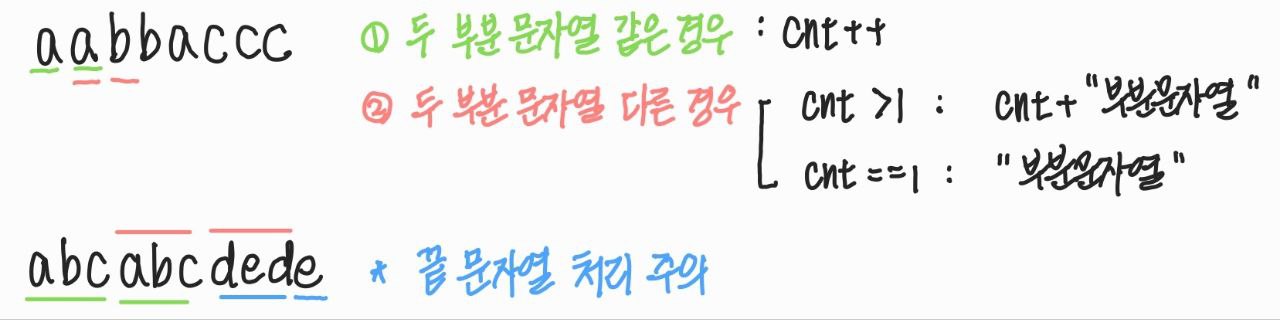 aabbaccc ① 두 부분 문자열 같은 경우 : cnt++
② 두 부분 문자열 다른 경우 cnt >1 : cnt + "부분문자열"
cnt ==1 : "부분문자열"
abcabcdede * 끝 문자열 처리 주의